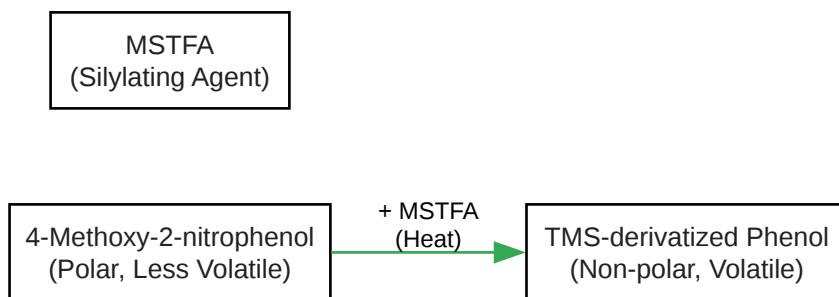 MSTFA
(Silylating Agent)
+ MSTFA
(Heat)
4-Methoxy-2-nitrophenol
(Polar, Less Volatile)
TMS-derivatized Phenol
(Non-polar, Volatile)